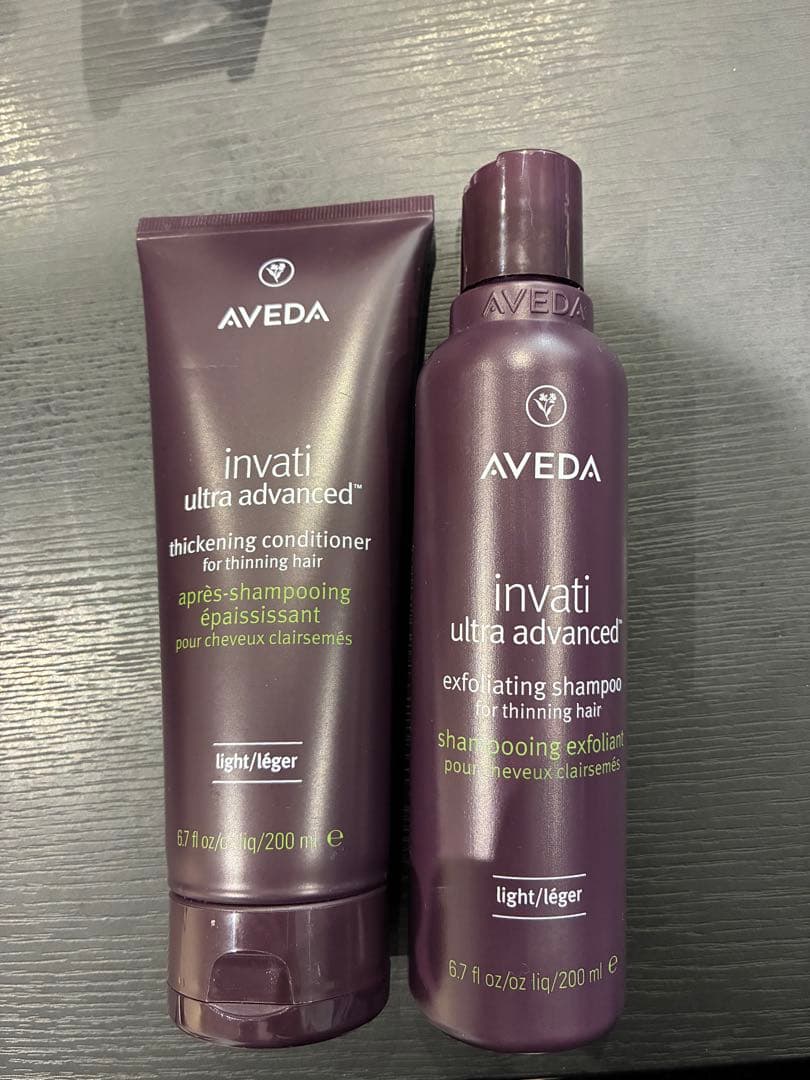 AVEDA
invati
ultra advanced™
thickening conditioner
for thinning hair
après-shampooing
épaississant
pour cheveux clairsemés
light/léger
6.7 fl oz/oz liq/200 ml e
AVEDA
AVEDA
invati
ultra advanced™
exfoliating shampoo
for thinning hair
shampooing exfoliant
pour cheveux clairsemés
light/léger
6.7 fl oz/oz liq/200 ml e